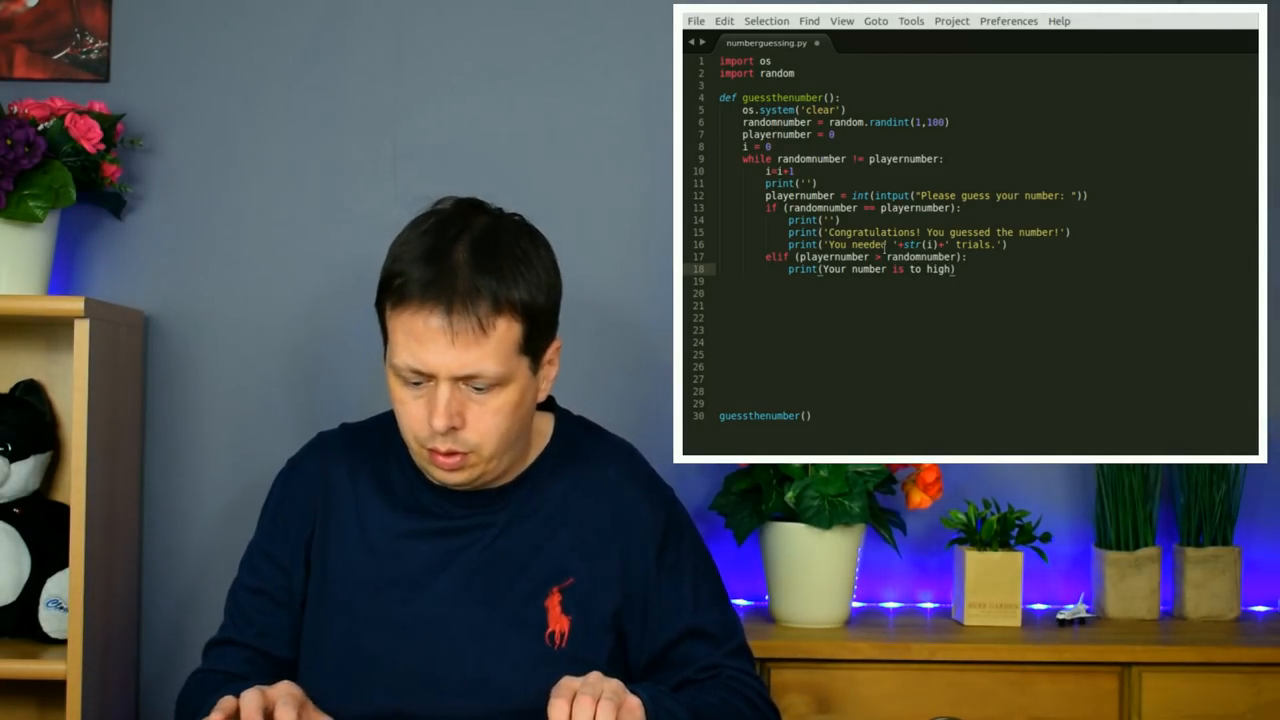 File Edit Selection Find View Goto Tools Project Preferences Help
numberguessing.py
1 import os
2 import random
3
4 def guessthenumber():
5 os.system('clear')
6 randomnumber = random.randint(1,100)
7 playernumber = 0
8 i = 0
9 while randomnumber != playernumber:
10 i=i+1
11 print('')
12 playernumber = int(intput("Please guess your number: "))
13 if (randomnumber == playernumber):
14 print('')
15 print('Congratulations! You guessed the number!')
16 print('You needed '+str(i)+' trials.')
17 elif (playernumber > randomnumber):
18 print(Your number is to high)
19
20
21
22
23
24
25
26
27
28
29
30 guessthenumber()
HERB GARDEN